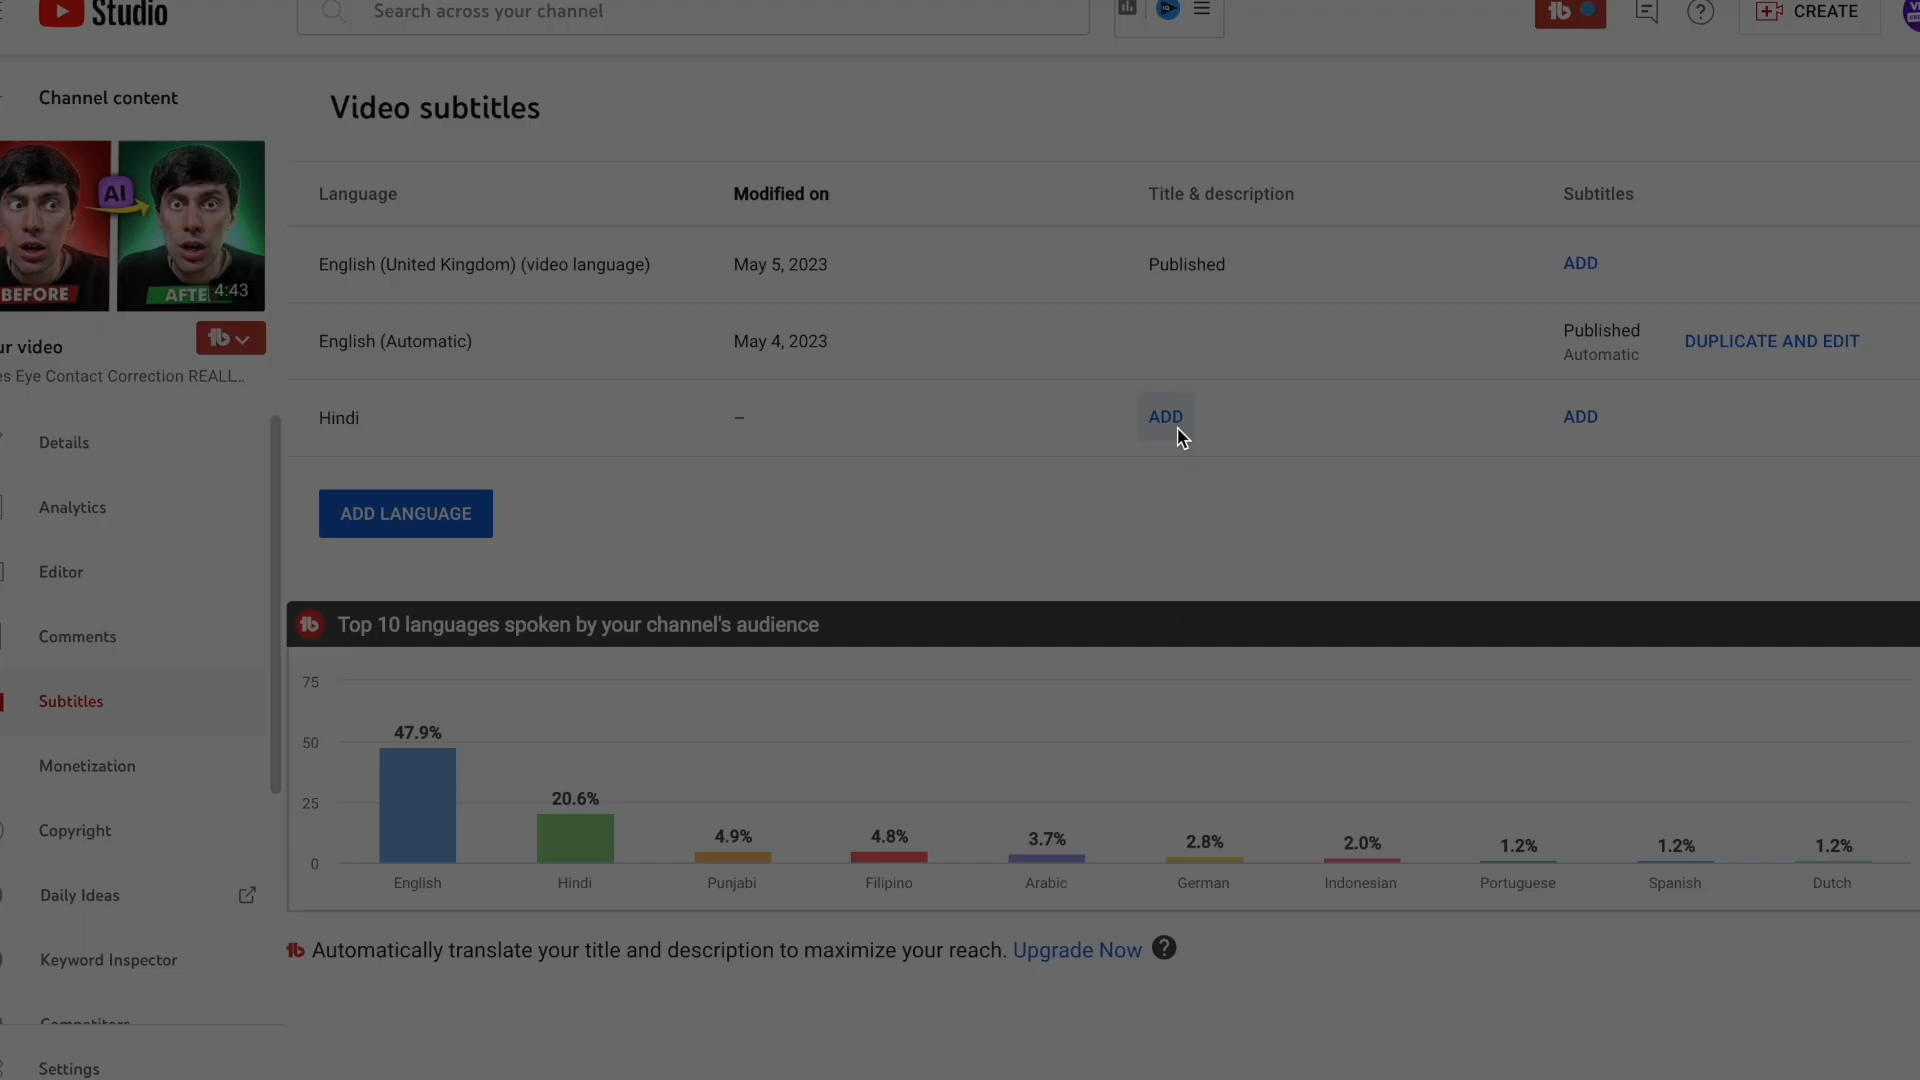 Studio
Search across your channel
CREATE
Channel content
Video subtitles
AI
BEFORE
AFTE
4:43
Language
Modified on
Title & description
Subtitles
English (United Kingdom) (video language)
May 5, 2023
Published
ADD
ur video
es Eye Contact Correction REALL...
English (Automatic)
May 4, 2023
Published
Automatic
DUPLICATE AND EDIT
Hindi
–
ADD
ADD
ADD LANGUAGE
Details
Analytics
Editor
Comments
Subtitles
Monetization
Copyright
Daily Ideas
Keyword Inspector
Competitors
Settings
Top 10 languages spoken by your channel's audience
75
50
25
0
47.9%
20.6%
4.9%
4.8%
3.7%
2.8%
2.0%
1.2%
1.2%
1.2%
English
Hindi
Punjabi
Filipino
Arabic
German
Indonesian
Portuguese
Spanish
Dutch
Automatically translate your title and description to maximize your reach. Upgrade Now